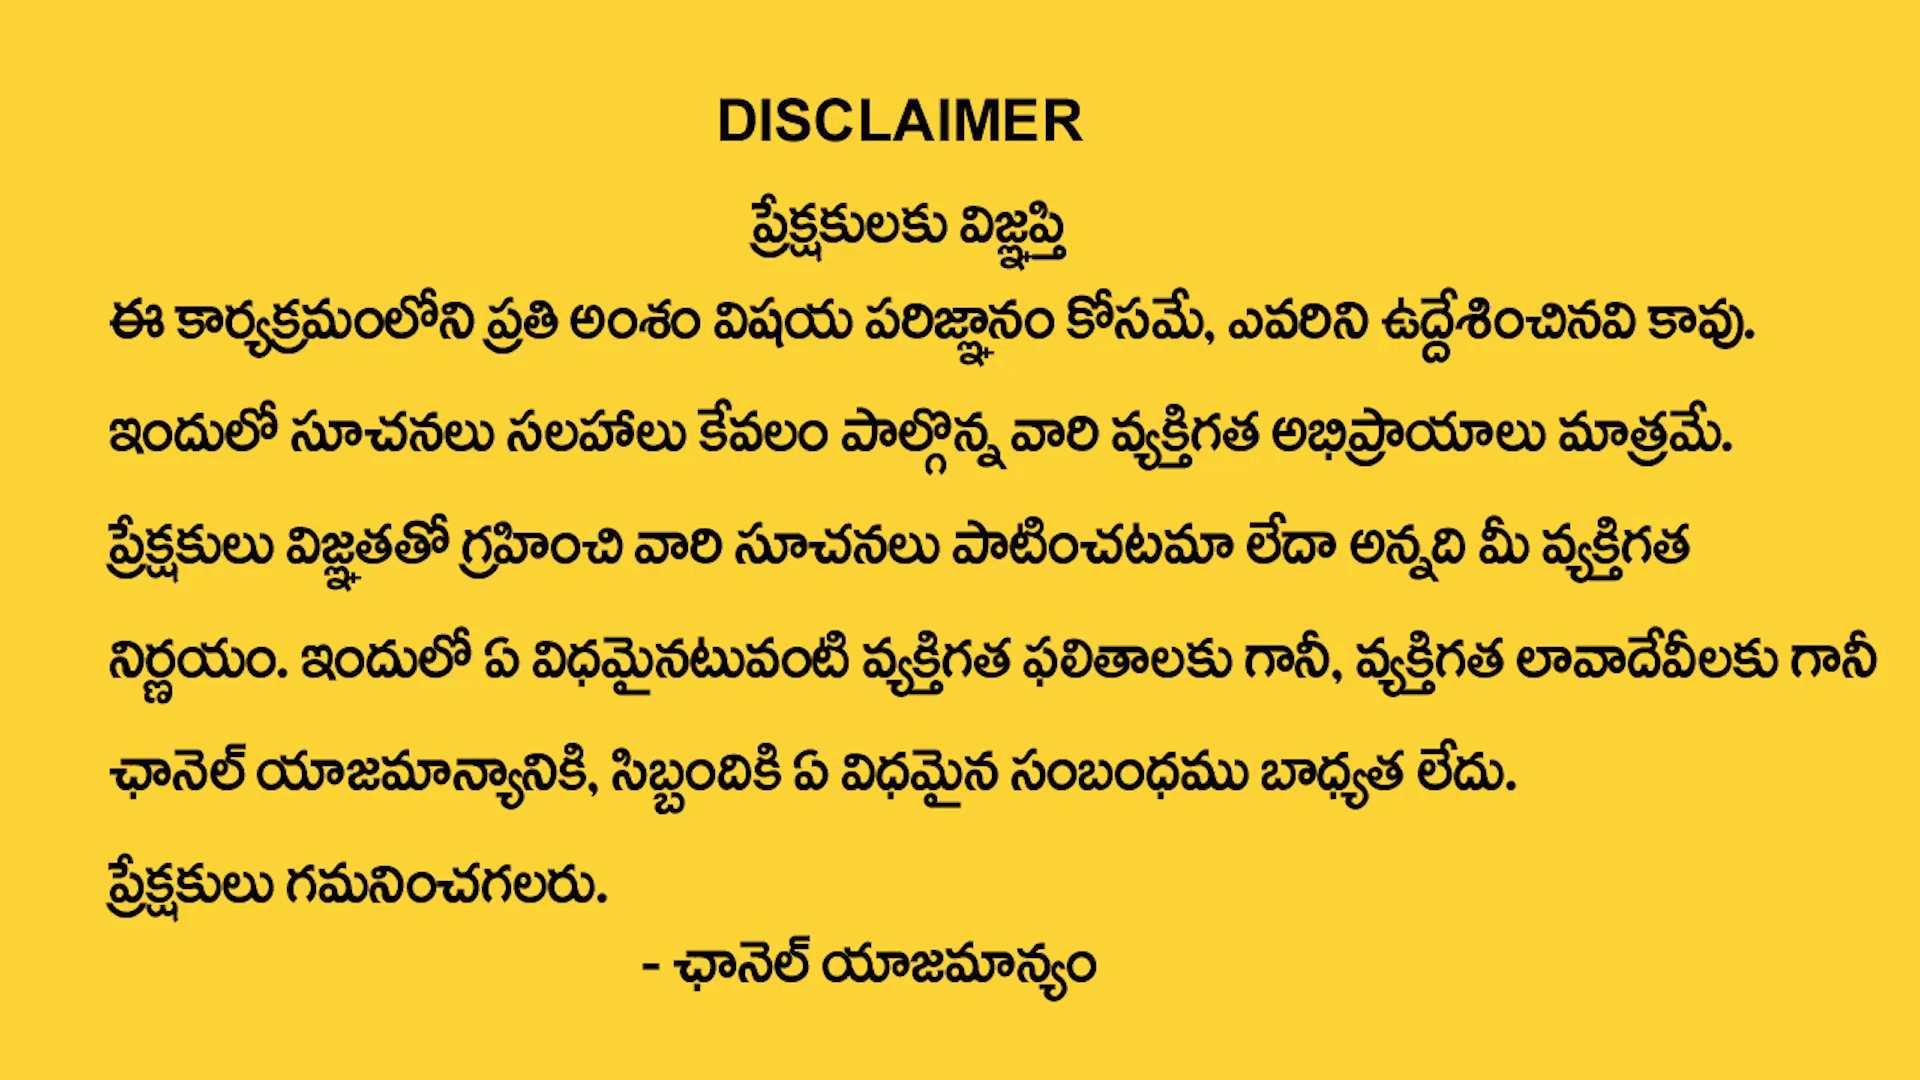 DISCLAIMER
ప్రేక్షకులకు విజ్ఞప్తి
ఈ కార్యక్రమంలోని ప్రతి అంశం విషయ పరిజ్ఞానం కోసమే, ఎవరిని ఉద్దేశించినవి కావు.
ఇందులో సూచనలు సలహాలు కేవలం పాల్గొన్న వారి వ్యక్తిగత అభిప్రాయాలు మాత్రమే.
ప్రేక్షకులు విజ్ఞతతో గ్రహించి వారి సూచనలు పాటించటమా లేదా అన్నది మీ వ్యక్తిగత
నిర్ణయం. ఇందులో ఏ విధమైనటువంటి వ్యక్తిగత ఫలితాలకు గానీ, వ్యక్తిగత లావాదేవీలకు గానీ
ఛానెల్ యాజమాన్యానికి, సిబ్బందికి ఏ విధమైన సంబంధము బాధ్యత లేదు.
ప్రేక్షకులు గమనించగలరు.
- ఛానెల్ యాజమాన్యం